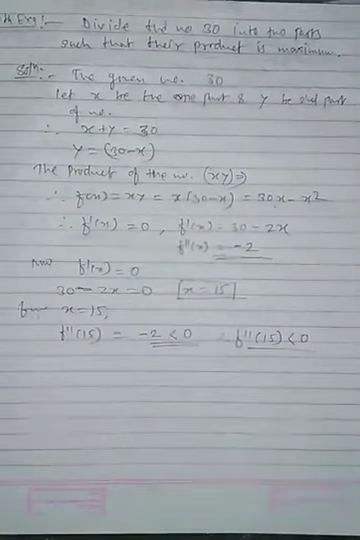 Ex 9!— Divide the no 30 into two parts
such that their product is maximum.
Soln:- The given no. 30
let x be the one part & y be 2nd part
of no.
∴ x+y = 30
y = (30-x)
The Product of the no. (xy) ⇒
∴ f(x) = xy = x(30-x) = 30x - x²
∴ f'(x) = 0, f'(x) = 30 - 2x
f''(x) = -2
now f'(x) = 0
30 - 2x = 0 x = 15
x = 15,
f''(15) = -2 < 0 ∴ f''(15) < 0